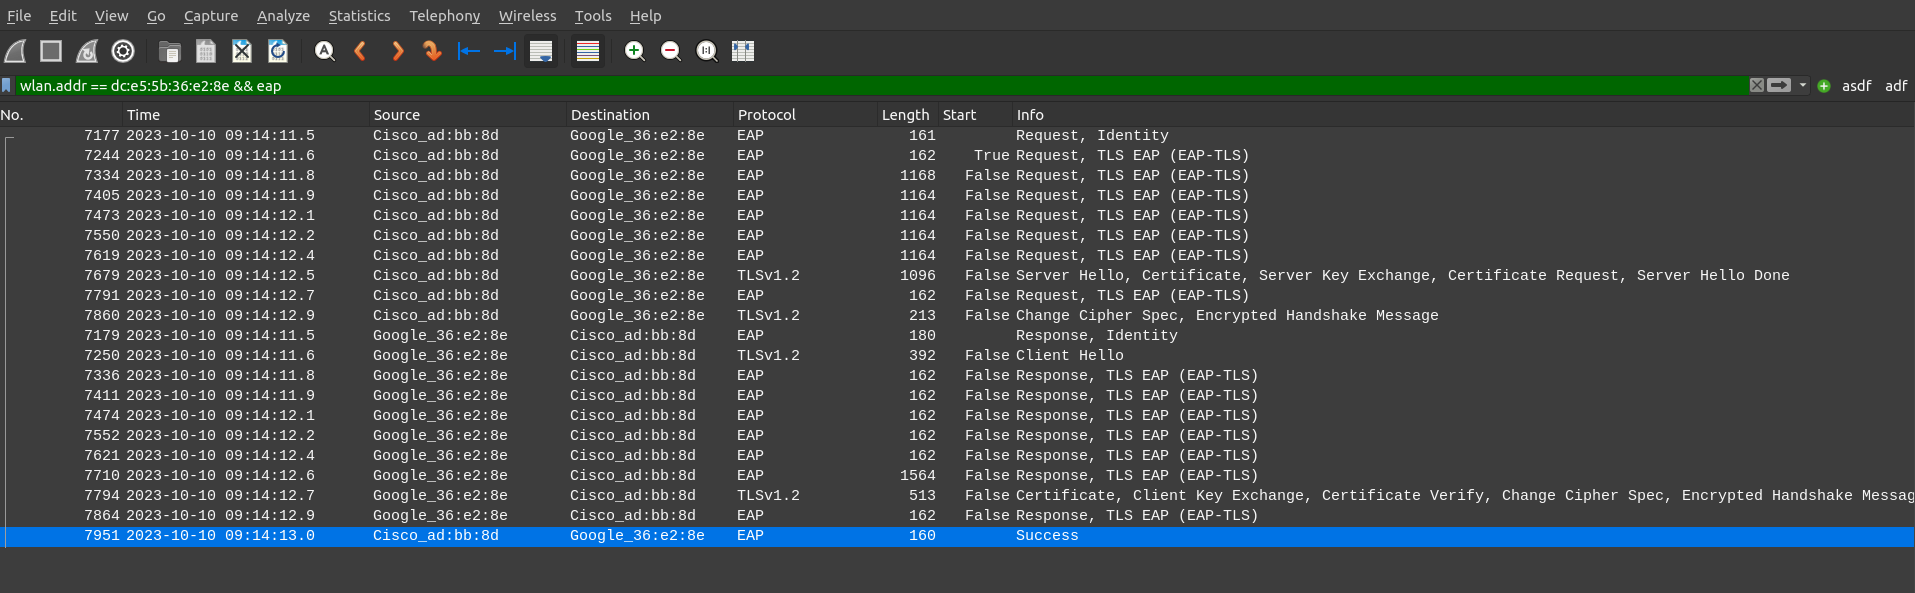 File Edit View Go Capture Analyze Statistics Telephony Wireless Tools Help
wlan.addr == dc:e5:5b:36:e2:8e && eap asdf adf
No. Time Source Destination Protocol Length Start Info
7177 2023-10-10 09:14:11.5 Cisco_ad:bb:8d Google_36:e2:8e EAP 161 Request, Identity
7244 2023-10-10 09:14:11.6 Cisco_ad:bb:8d Google_36:e2:8e EAP 162 True Request, TLS EAP (EAP-TLS)
7334 2023-10-10 09:14:11.8 Cisco_ad:bb:8d Google_36:e2:8e EAP 1168 False Request, TLS EAP (EAP-TLS)
7405 2023-10-10 09:14:11.9 Cisco_ad:bb:8d Google_36:e2:8e EAP 1164 False Request, TLS EAP (EAP-TLS)
7473 2023-10-10 09:14:12.1 Cisco_ad:bb:8d Google_36:e2:8e EAP 1164 False Request, TLS EAP (EAP-TLS)
7550 2023-10-10 09:14:12.2 Cisco_ad:bb:8d Google_36:e2:8e EAP 1164 False Request, TLS EAP (EAP-TLS)
7619 2023-10-10 09:14:12.4 Cisco_ad:bb:8d Google_36:e2:8e EAP 1164 False Request, TLS EAP (EAP-TLS)
7679 2023-10-10 09:14:12.5 Cisco_ad:bb:8d Google_36:e2:8e TLSv1.2 1096 False Server Hello, Certificate, Server Key Exchange, Certificate Request, Server Hello Done
7791 2023-10-10 09:14:12.7 Cisco_ad:bb:8d Google_36:e2:8e EAP 162 False Request, TLS EAP (EAP-TLS)
7860 2023-10-10 09:14:12.9 Cisco_ad:bb:8d Google_36:e2:8e TLSv1.2 213 False Change Cipher Spec, Encrypted Handshake Message
7179 2023-10-10 09:14:11.5 Google_36:e2:8e Cisco_ad:bb:8d EAP 180 Response, Identity
7250 2023-10-10 09:14:11.6 Google_36:e2:8e Cisco_ad:bb:8d TLSv1.2 392 False Client Hello
7336 2023-10-10 09:14:11.8 Google_36:e2:8e Cisco_ad:bb:8d EAP 162 False Response, TLS EAP (EAP-TLS)
7411 2023-10-10 09:14:11.9 Google_36:e2:8e Cisco_ad:bb:8d EAP 162 False Response, TLS EAP (EAP-TLS)
7474 2023-10-10 09:14:12.1 Google_36:e2:8e Cisco_ad:bb:8d EAP 162 False Response, TLS EAP (EAP-TLS)
7552 2023-10-10 09:14:12.2 Google_36:e2:8e Cisco_ad:bb:8d EAP 162 False Response, TLS EAP (EAP-TLS)
7621 2023-10-10 09:14:12.4 Google_36:e2:8e Cisco_ad:bb:8d EAP 162 False Response, TLS EAP (EAP-TLS)
7710 2023-10-10 09:14:12.6 Google_36:e2:8e Cisco_ad:bb:8d EAP 1564 False Response, TLS EAP (EAP-TLS)
7794 2023-10-10 09:14:12.7 Google_36:e2:8e Cisco_ad:bb:8d TLSv1.2 513 False Certificate, Client Key Exchange, Certificate Verify, Change Cipher Spec, Encrypted Handshake Messag
7864 2023-10-10 09:14:12.9 Google_36:e2:8e Cisco_ad:bb:8d EAP 162 False Response, TLS EAP (EAP-TLS)
7951 2023-10-10 09:14:13.0 Cisco_ad:bb:8d Google_36:e2:8e EAP 160 Success